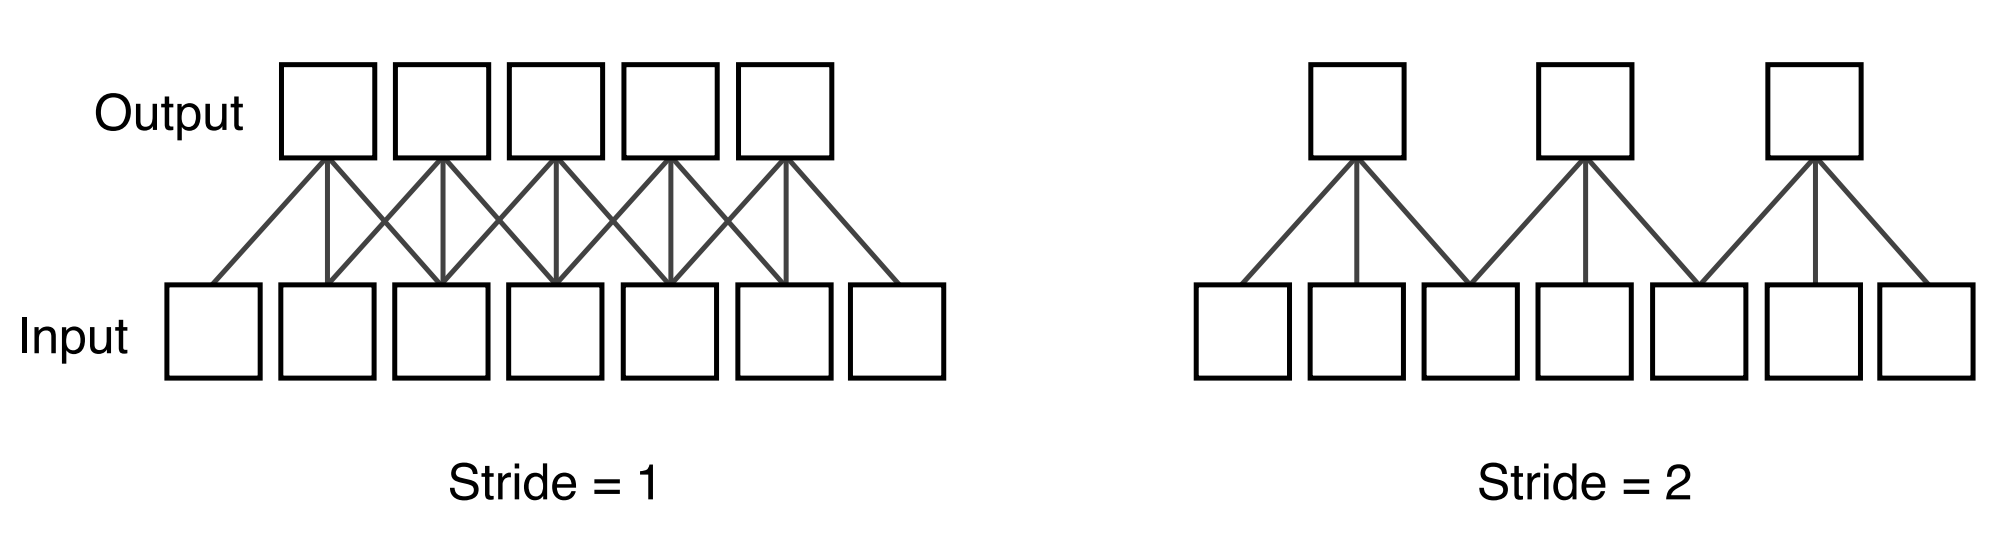 Output
Input
Stride = 1
Stride = 2